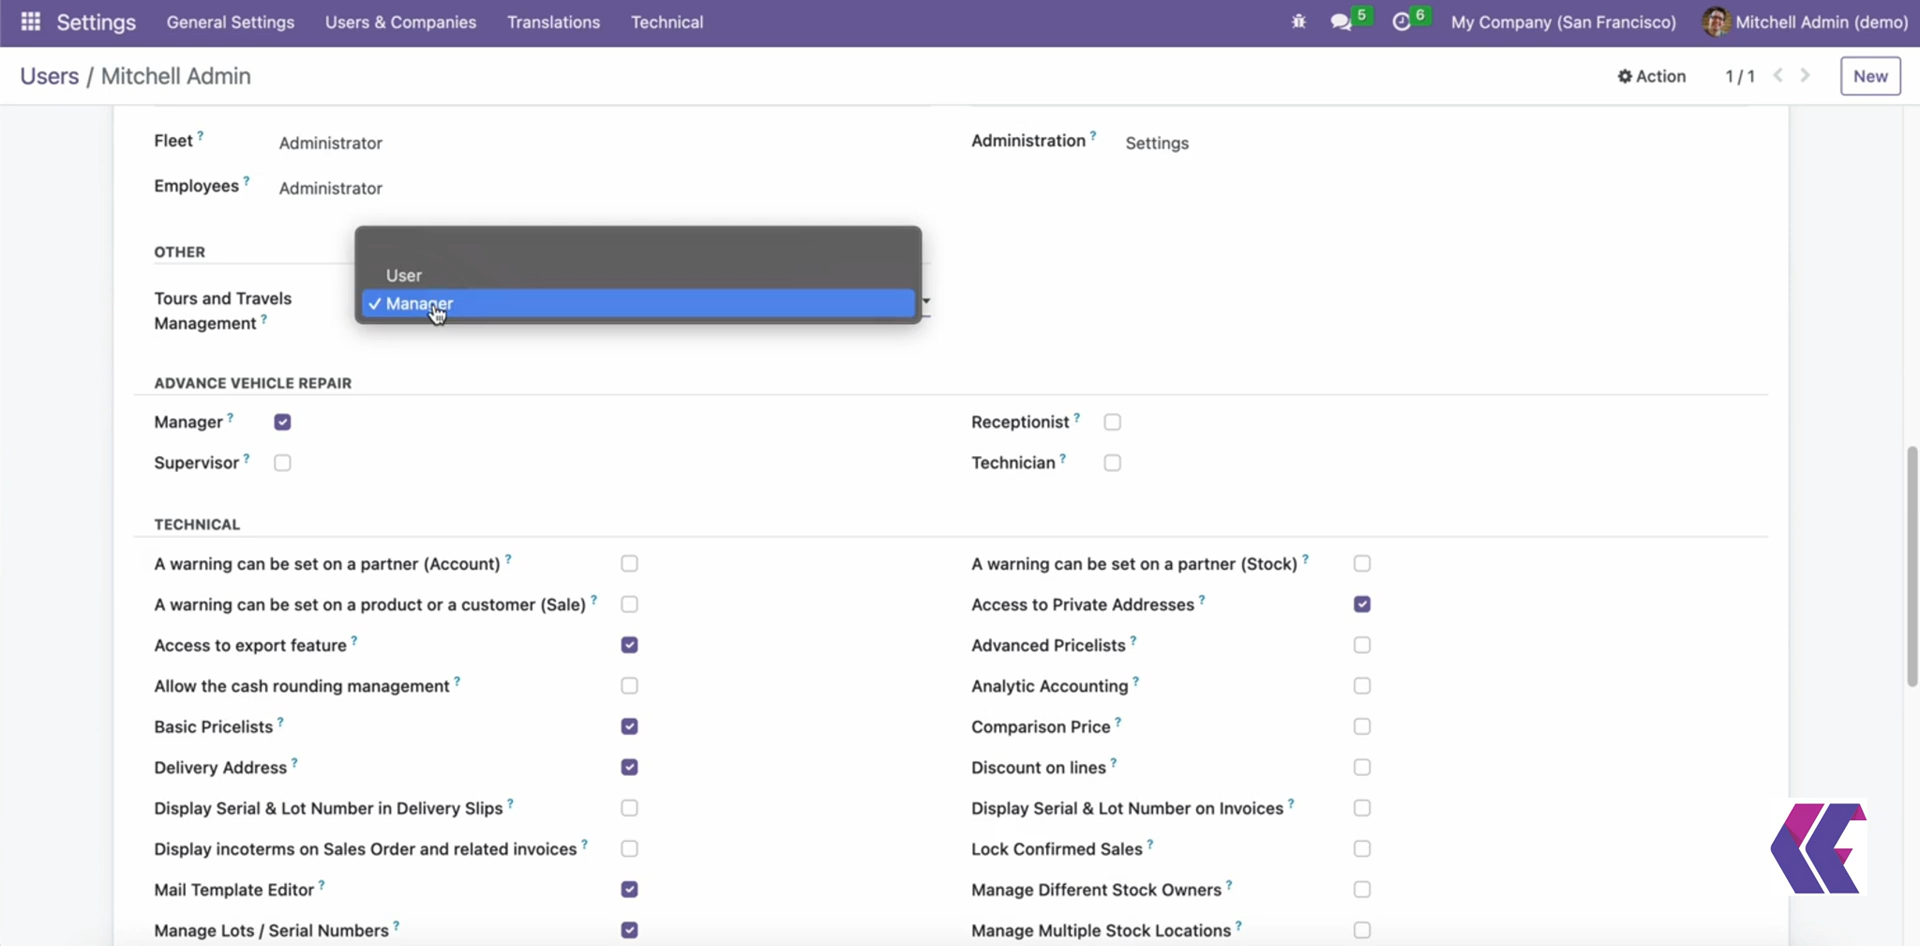 Settings General Settings Users & Companies Translations Technical 5 6 My Company (San Francisco) Mitchell Admin (demo)
Users / Mitchell Admin Action 1 / 1 New
Fleet ? Administrator Administration ? Settings
Employees ? Administrator
OTHER
User
Tours and Travels
Management ?
Manager
ADVANCE VEHICLE REPAIR
Manager ? Receptionist ?
Supervisor ? Technician ?
TECHNICAL
A warning can be set on a partner (Account) ? A warning can be set on a partner (Stock) ?
A warning can be set on a product or a customer (Sale) ? Access to Private Addresses ?
Access to export feature ? Advanced Pricelists ?
Allow the cash rounding management ? Analytic Accounting ?
Basic Pricelists ? Comparison Price ?
Delivery Address ? Discount on lines ?
Display Serial & Lot Number in Delivery Slips ? Display Serial & Lot Number on Invoices ?
Display incoterms on Sales Order and related invoices ? Lock Confirmed Sales ?
Mail Template Editor ? Manage Different Stock Owners ?
Manage Lots / Serial Numbers ? Manage Multiple Stock Locations ?